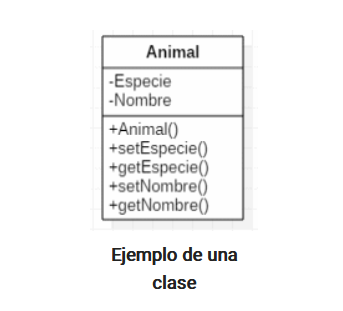 Animal
-Especie
-Nombre
+Animal()
+setEspecie()
+getEspecie()
+setNombre()
+getNombre()
Ejemplo de una
clase